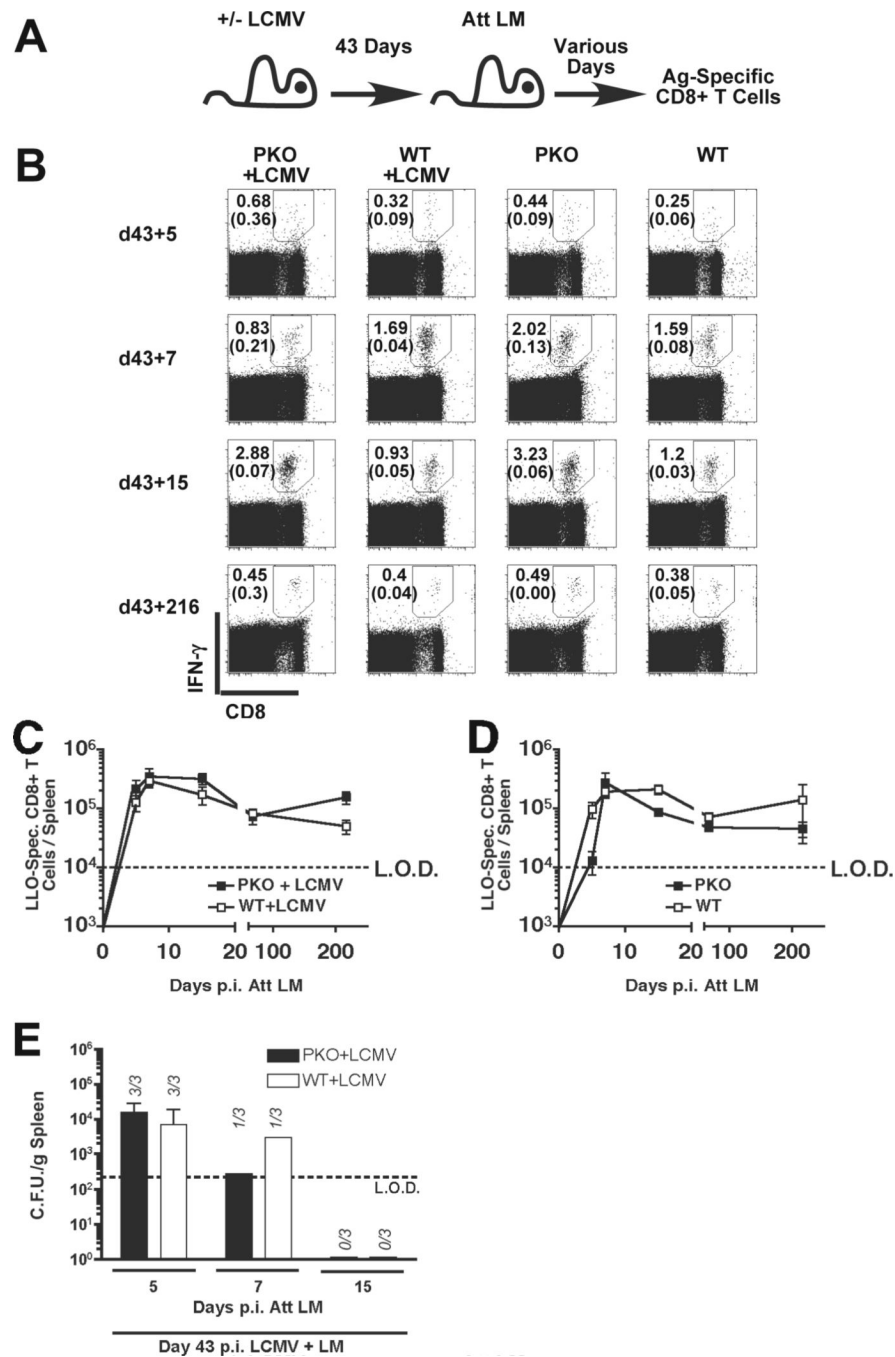 A
+/- LCMV
43 Days
Att LM
Various
Days
Ag-Specific
CD8+ T Cells
B
PKO
+LCMV
WT
+LCMV
PKO
WT
d43+5
0.68
(0.36)
0.32
(0.09)
0.44
(0.09)
0.25
(0.06)
d43+7
0.83
(0.21)
1.69
(0.04)
2.02
(0.13)
1.59
(0.08)
d43+15
2.88
(0.07)
0.93
(0.05)
3.23
(0.06)
1.2
(0.03)
d43+216
0.45
(0.3)
0.4
(0.04)
0.49
(0.00)
0.38
(0.05)
IFN-γ
CD8
C
LLO-Spec. CD8+ T
Cells / Spleen
10⁶
10⁵
10⁴
10³
L.O.D.
PKO + LCMV
WT+LCMV
0 10 20 100 200
Days p.i. Att LM
D
LLO-Spec. CD8+ T
Cells / Spleen
10⁶
10⁵
10⁴
10³
L.O.D.
PKO
WT
0 10 20 100 200
Days p.i. Att LM
E
C.F.U./g Spleen
10⁶
10⁵
10⁴
10³
10²
10¹
10⁰
PKO+LCMV
WT+LCMV
3/3
3/3
1/3
1/3
L.O.D.
0/3
0/3
5 7 15
Days p.i. Att LM
Day 43 p.i. LCMV + LM